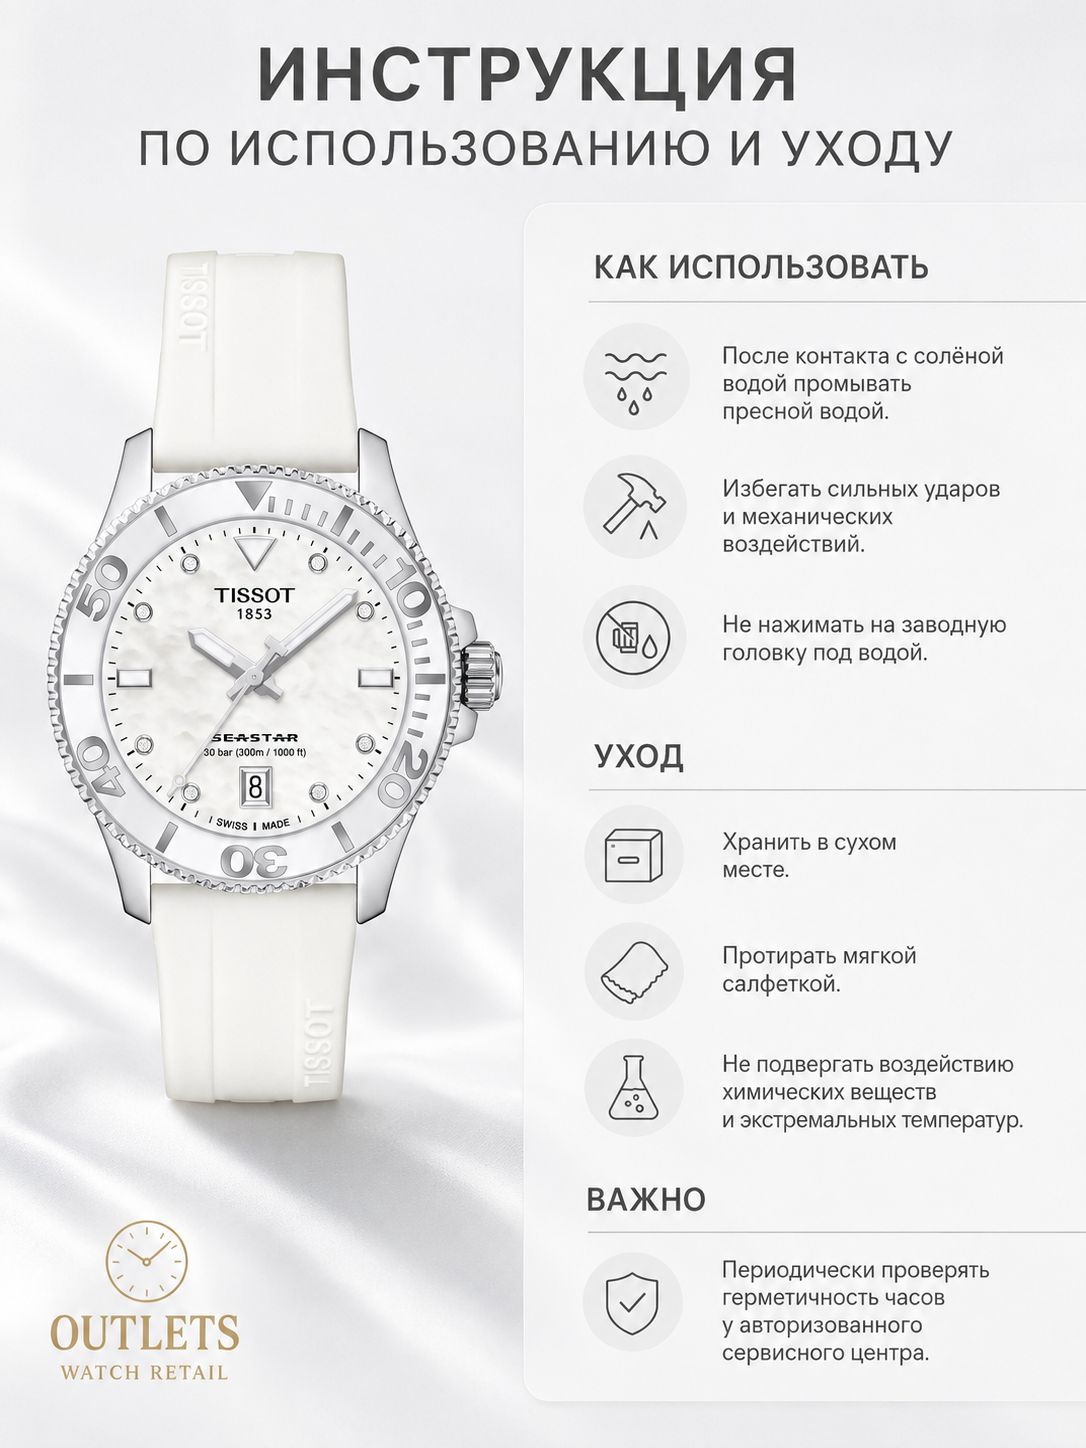 ИНСТРУКЦИЯ
ПО ИСПОЛЬЗОВАНИЮ И УХОДУ
TISSOT
50
10
40
20
30
TISSOT
1853
SEASTAR
30 bar (300m / 1000 ft)
8
SWISS MADE
TISSOT
OUTLETS
WATCH RETAIL
КАК ИСПОЛЬЗОВАТЬ
После контакта с солёной
водой промывать
пресной водой.
Избегать сильных ударов
и механических
воздействий.
Не нажимать на заводную
головку под водой.
УХОД
Хранить в сухом
месте.
Протирать мягкой
салфеткой.
Не подвергать воздействию
химических веществ
и экстремальных температур.
ВАЖНО
Периодически проверять
герметичность часов
у авторизованного
сервисного центра.